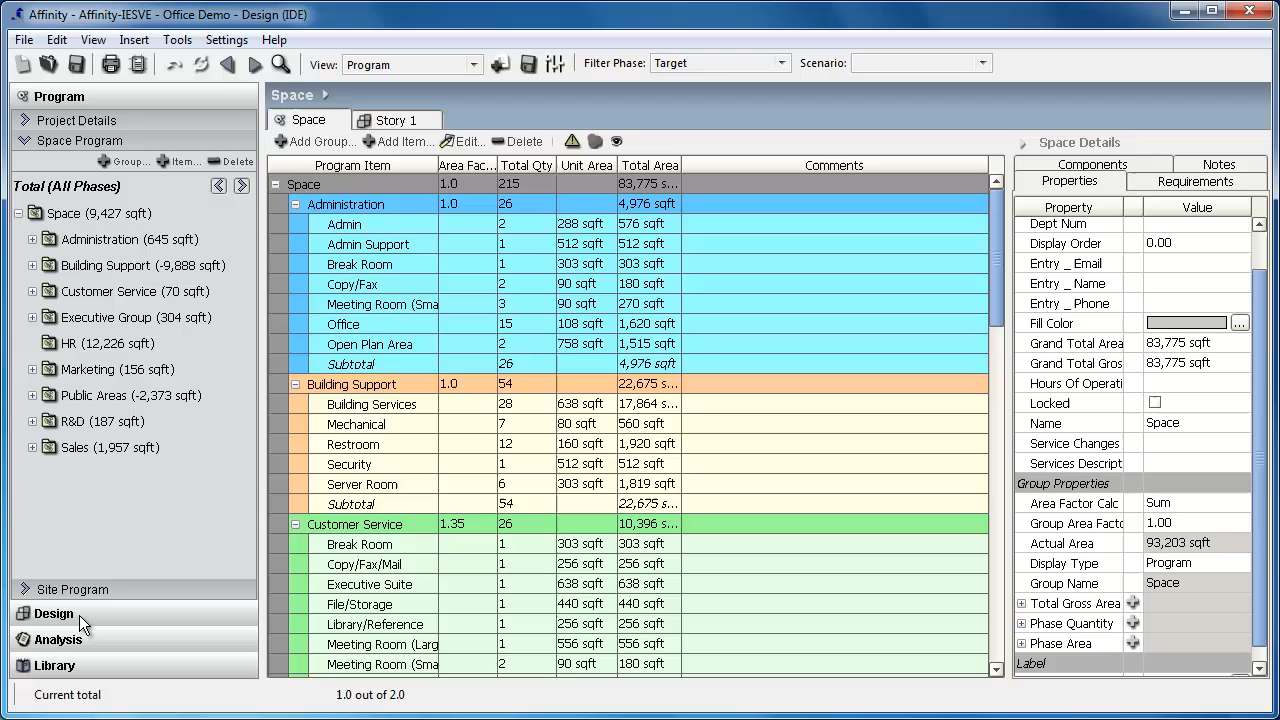 Affinity - Affinity-IESVE - Office Demo - Design (IDE)
File Edit View Insert Tools Settings Help
View: Program Filter Phase: Target Scenario:
Program
Project Details
Space Program
Group... Item... Delete
Total (All Phases)
Space (9,427 sqft)
Administration (645 sqft)
Building Support (-9,888 sqft)
Customer Service (70 sqft)
Executive Group (304 sqft)
HR (12,226 sqft)
Marketing (156 sqft)
Public Areas (-2,373 sqft)
R&D (187 sqft)
Sales (1,957 sqft)
Site Program
Design
Analysis
Library
Space
Space Story 1
Add Group... Add Item... Edit... Delete
Program Item Area Fac... Total Qty Unit Area Total Area Comments
Space 1.0 215 83,775 s...
Administration 1.0 26 4,976 sqft
Admin 2 288 sqft 576 sqft
Admin Support 1 512 sqft 512 sqft
Break Room 1 303 sqft 303 sqft
Copy/Fax 2 90 sqft 180 sqft
Meeting Room (Sma 3 90 sqft 270 sqft
Office 15 108 sqft 1,620 sqft
Open Plan Area 2 758 sqft 1,515 sqft
Subtotal 26 4,976 sqft
Building Support 1.0 54 22,675 s...
Building Services 28 638 sqft 17,864 s...
Mechanical 7 80 sqft 560 sqft
Restroom 12 160 sqft 1,920 sqft
Security 1 512 sqft 512 sqft
Server Room 6 303 sqft 1,819 sqft
Subtotal 54 22,675 s...
Customer Service 1.35 26 10,396 s...
Break Room 1 303 sqft 303 sqft
Copy/Fax/Mail 1 256 sqft 256 sqft
Executive Suite 1 638 sqft 638 sqft
File/Storage 1 440 sqft 440 sqft
Library/Reference 1 256 sqft 256 sqft
Meeting Room (Larg 1 556 sqft 556 sqft
Meeting Room (Sma 2 90 sqft 180 sqft
Space Details
Components Notes
Properties Requirements
Property Value
Dept Num
Display Order 0.00
Entry _ Email
Entry _ Name
Entry _ Phone
Fill Color ...
Grand Total Area 83,775 sqft
Grand Total Gros 83,775 sqft
Hours Of Operati
Locked
Name Space
Service Changes
Services Descript
Group Properties
Area Factor Calc Sum
Group Area Facto 1.00
Actual Area 93,203 sqft
Display Type Program
Group Name Space
Total Gross Area
Phase Quantity
Phase Area
Label
Current total 1.0 out of 2.0